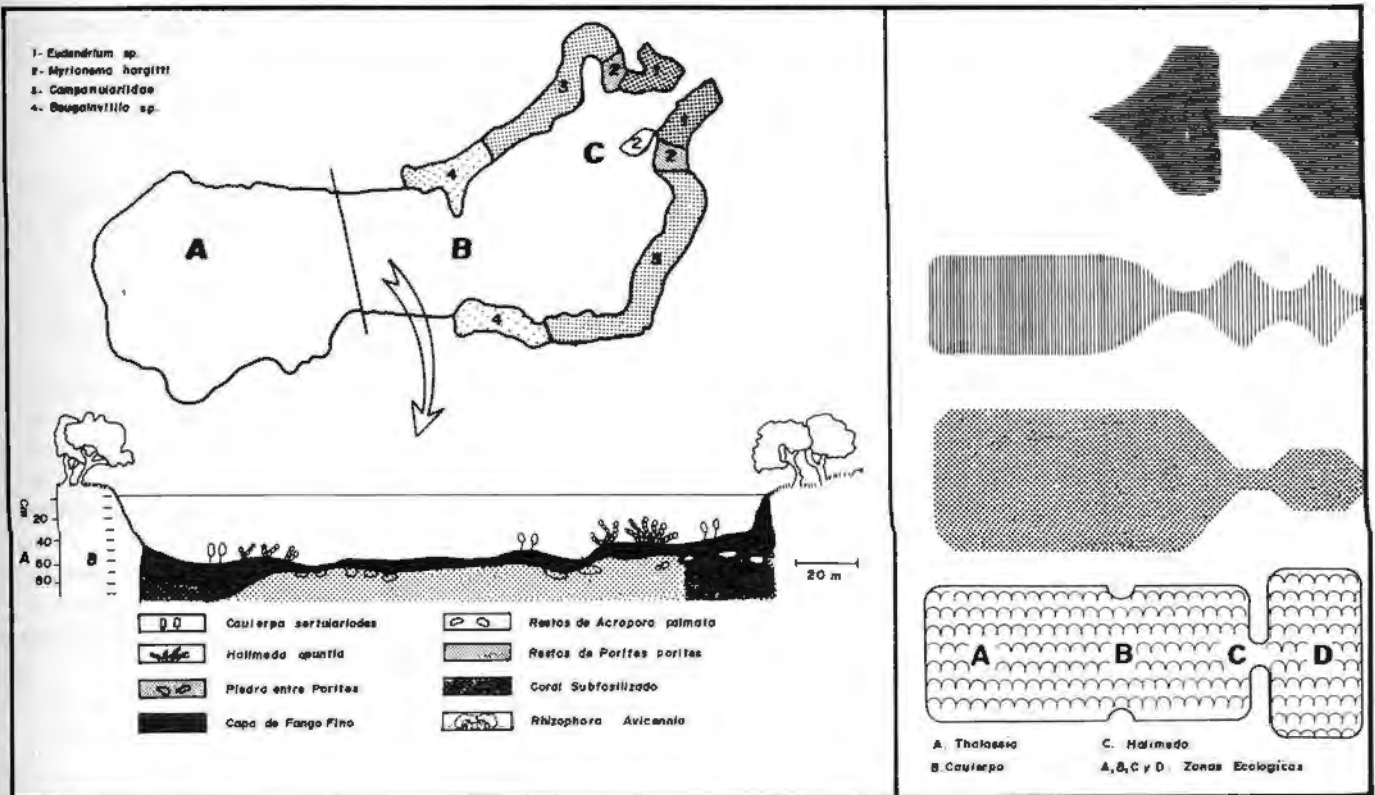 1- Eudendrium sp.
2- Myrionema hargitti
3- Campanulariidae
4- Bougainvillia sp.
1
2
3
4
1
2
2
3
4
A
B
C
Cm
20
40
60
80
A
B
20 m
Caulerpa sertulariodes
Halimeda opuntia
Piedra entre Porites
Capa de Fango Fino
Restos de Acropora palmata
Restos de Porites porites
Coral Subfosilizado
Rhizophora Avicennia
A
B
C
D
A. Thalassia
B. Caulerpa
C. Halimeda
A, B, C y D. Zonas Ecologicas